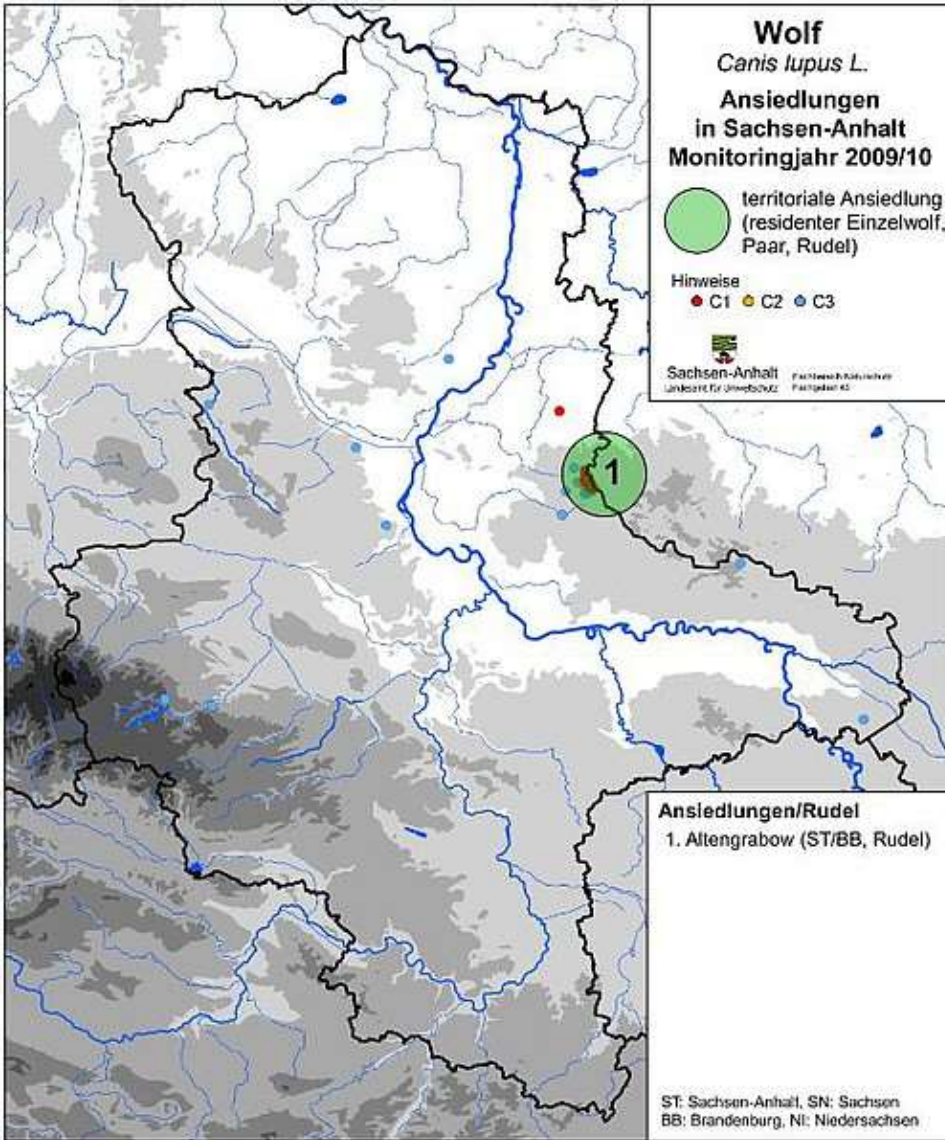 Wolf
Canis lupus L.
Ansiedlungen
in Sachsen-Anhalt
Monitoringjahr 2009/10
territoriale Ansiedlung
(residenter Einzelwolf,
Paar, Rudel)
Hinweise
C1 C2 C3
Sachsen-Anhalt
Landesamt für Umweltschutz
1
Ansiedlungen/Rudel
1. Altengrabow (ST/BB, Rudel)
ST: Sachsen-Anhalt, SN: Sachsen
BB: Brandenburg, NI: Niedersachsen